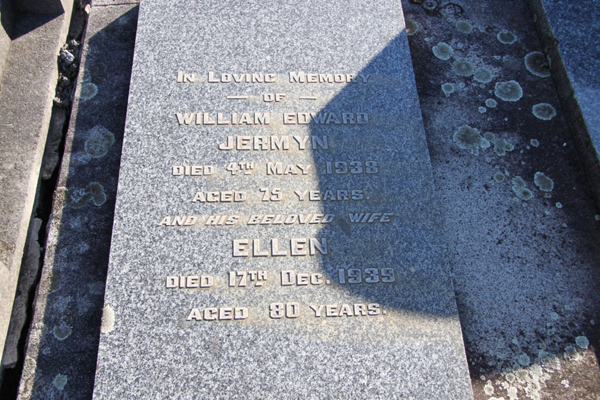 In Loving Memory
— OF —
WILLIAM EDWARD
JERMYN
DIED 4TH MAY 1938
AGED 75 YEARS.
AND HIS BELOVED WIFE
ELLEN
DIED 17TH DEC. 1939
AGED 80 YEARS.